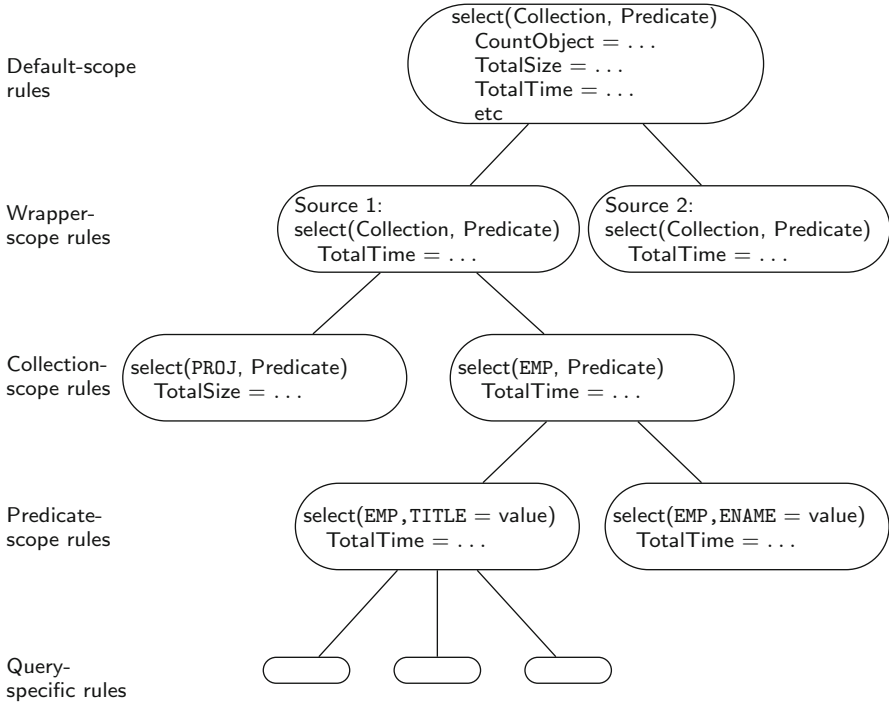 Default-scope
rules
select(Collection, Predicate)
CountObject = ...
TotalSize = ...
TotalTime = ...
etc
Wrapper-
scope rules
Source 1:
select(Collection, Predicate)
TotalTime = ...
Source 2:
select(Collection, Predicate)
TotalTime = ...
Collection-
scope rules
select(PROJ, Predicate)
TotalSize = ...
select(EMP, Predicate)
TotalTime = ...
Predicate-
scope rules
select(EMP,TITLE = value)
TotalTime = ...
select(EMP,ENAME = value)
TotalTime = ...
Query-
specific rules